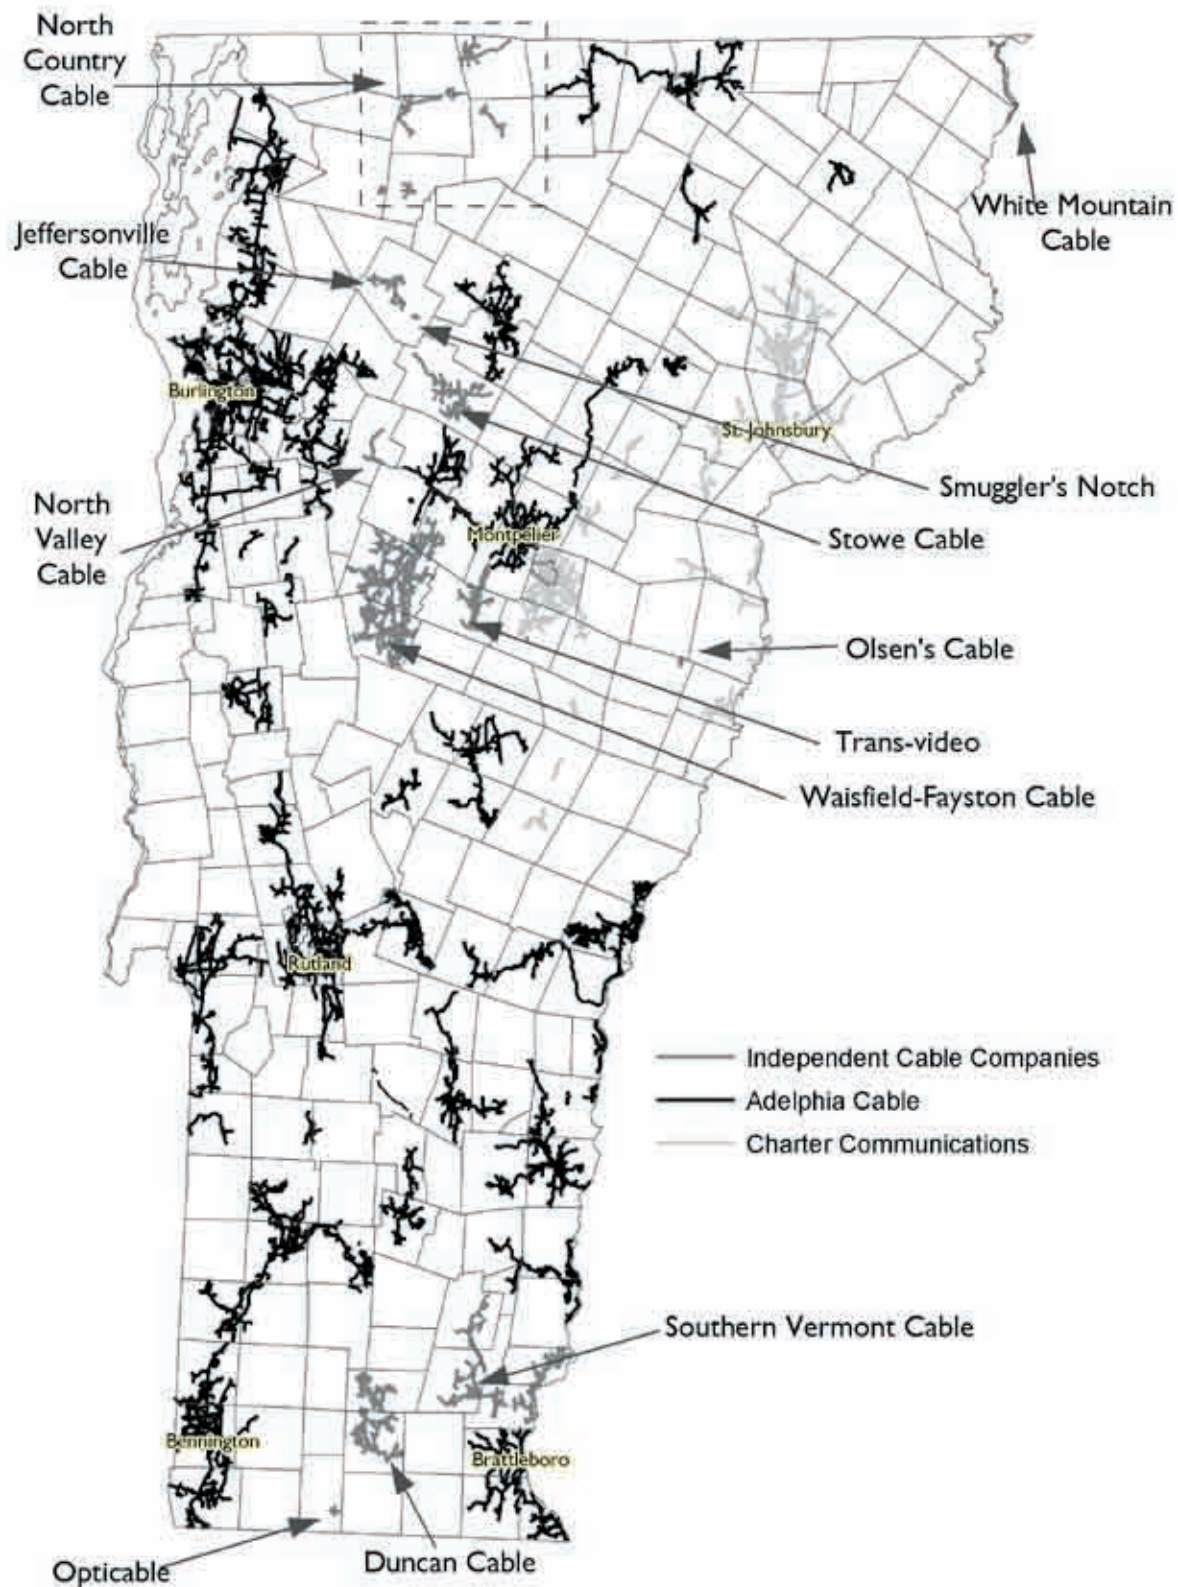 North
Country
Cable
White Mountain
Cable
Jeffersonville
Cable
Burlington
St. Johnsbury
Smuggler's Notch
North
Valley
Cable
Stowe Cable
Montpelier
Olsen's Cable
Trans-video
Waisfield-Fayston Cable
Rutland
Independent Cable Companies
Adelphia Cable
Charter Communications
Southern Vermont Cable
Bennington
Brattleboro
Duncan Cable
Opticable